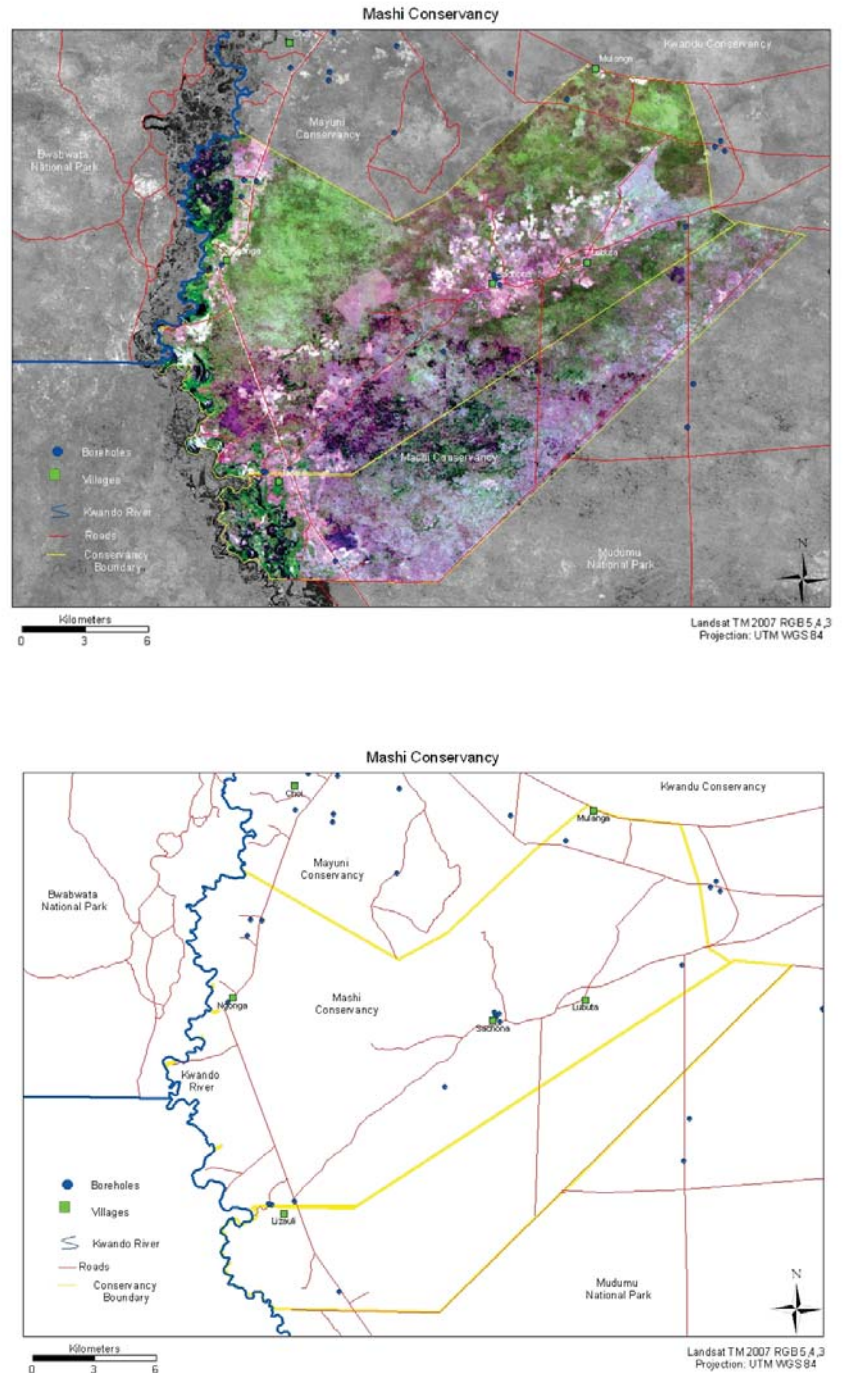 Mashi Conservancy
Kwandu Conservancy
Mulanga
Mayuni
Conservancy
Bwabwata
National Park
Mashi Conservancy
Boreholes
Villages
Kwando River
Roads
Conservancy
Boundary
Mudumu
National Park
N
Kilometers
0 3 6
Landsat TM 2007 RGB 5,4,3
Projection: UTM WGS 84
Mashi Conservancy
Kwandu Conservancy
Choi
Mulanga
Mayuni
Conservancy
Bwabwata
National Park
Mashi
Conservancy
Ngonga
Sachona
Lubuta
Kwando
River
Boreholes
Villages
Lizauli
Kwando River
Roads
Conservancy
Boundary
Mudumu
National Park
N
Kilometers
0 3 6
Landsat TM 2007 RGB 5,4,3
Projection: UTM WGS 84